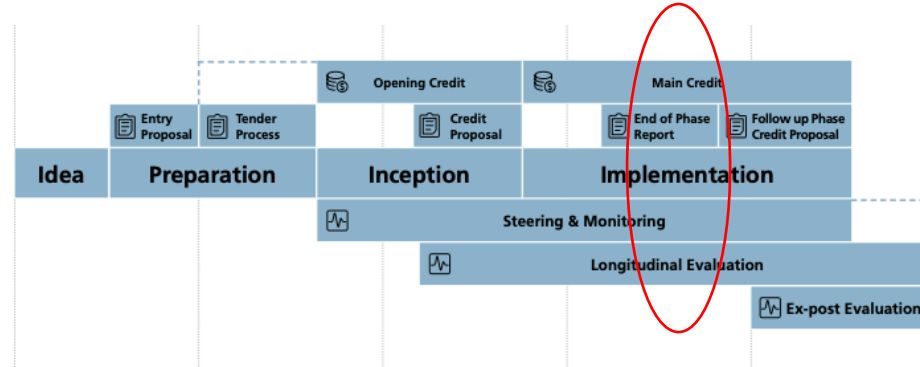 Opening Credit
Main Credit
Entry
Proposal
Tender
Process
Credit
Proposal
End of Phase
Report
Follow up Phase
Credit Proposal
Idea
Preparation
Inception
Implementation
Steering & Monitoring
Longitudinal Evaluation
Ex-post Evaluation